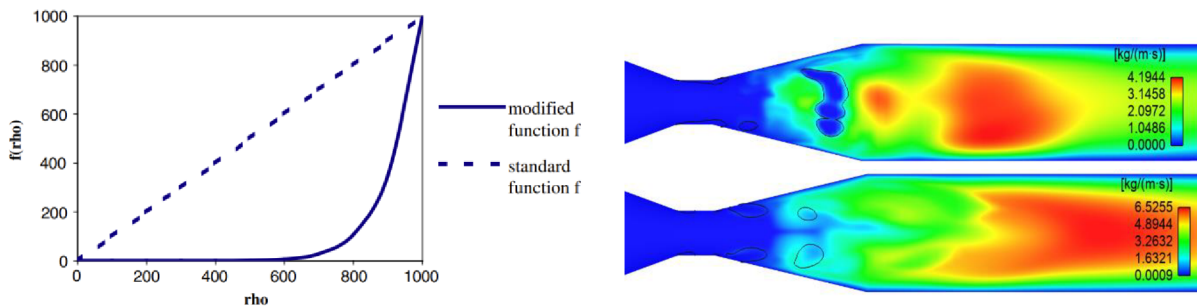 1000
800
600
400
200
0
f(rho)
0 200 400 600 800 1000
rho
modified
function f
standard
function f
[kg/(m·s)]
4.1944
3.1458
2.0972
1.0486
0.0000
[kg/(m·s)]
6.5255
4.8944
3.2632
1.6321
0.0009